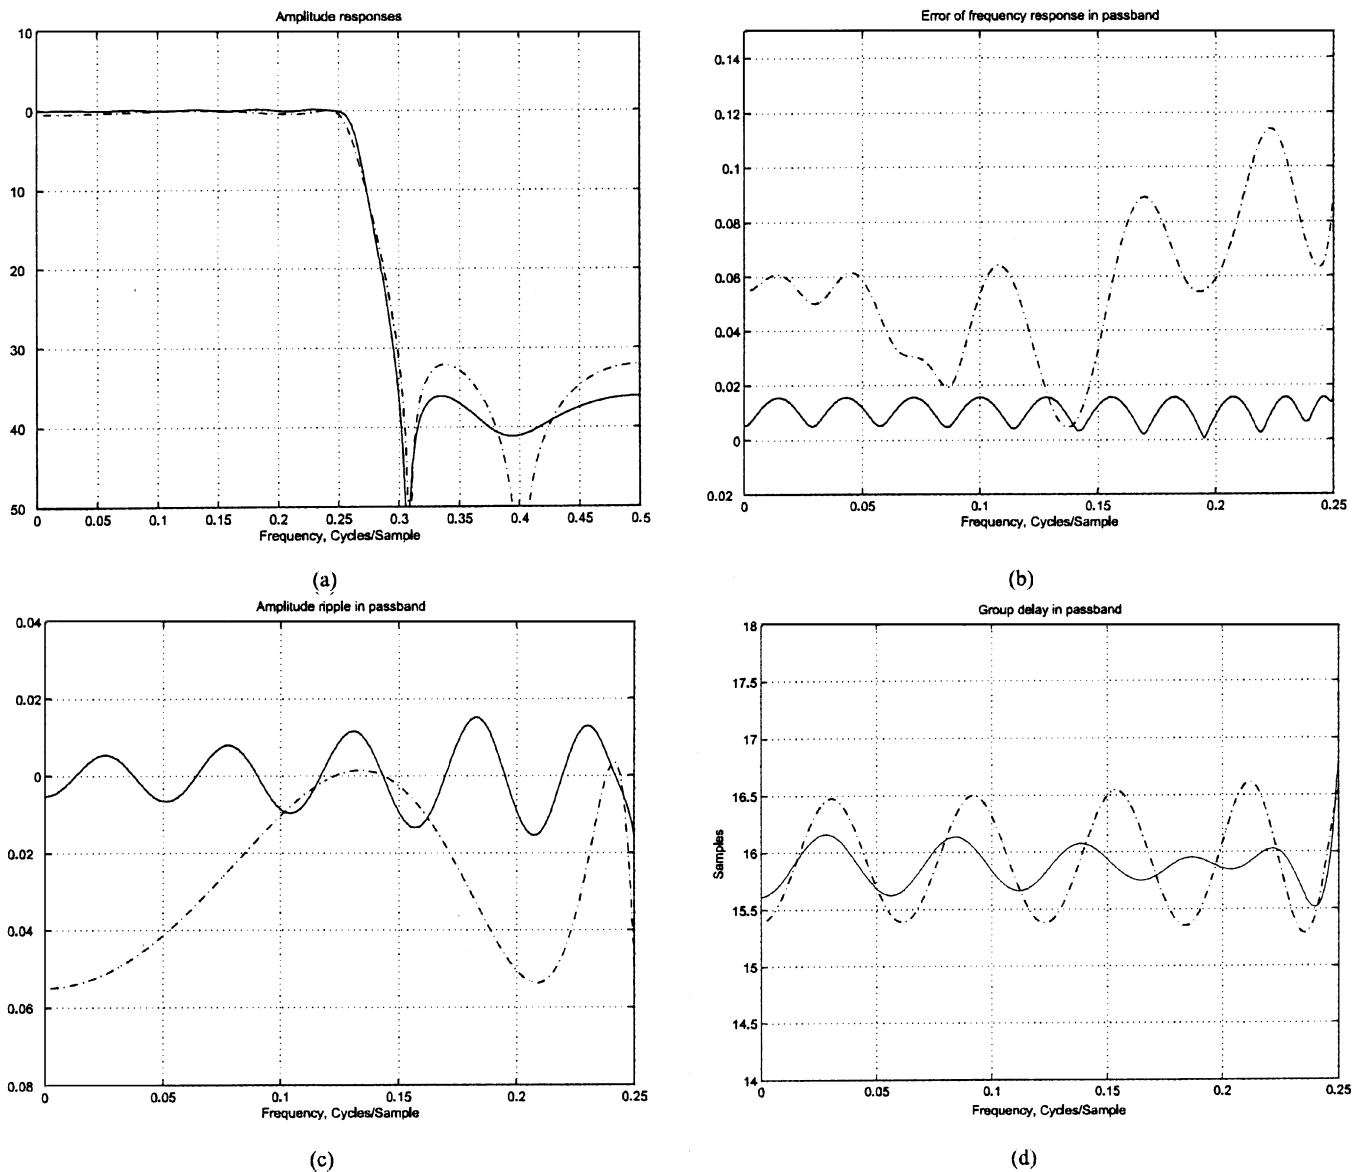 Amplitude responses
10
0
10
20
30
40
50
0 0.05 0.1 0.15 0.2 0.25 0.3 0.35 0.4 0.45 0.5
Frequency, Cycles/Sample
(a)
Error of frequency response in passband
0.14
0.12
0.1
0.08
0.06
0.04
0.02
0
0.02
0 0.05 0.1 0.15 0.2 0.25
Frequency, Cycles/Sample
(b)
Amplitude ripple in passband
0.04
0.02
0
0.02
0.04
0.06
0.08
0 0.05 0.1 0.15 0.2 0.25
Frequency, Cycles/Sample
(c)
Group delay in passband
18
17.5
17
16.5
16
15.5
15
14.5
14
Samples
0 0.05 0.1 0.15 0.2 0.25
Frequency, Cycles/Sample
(d)